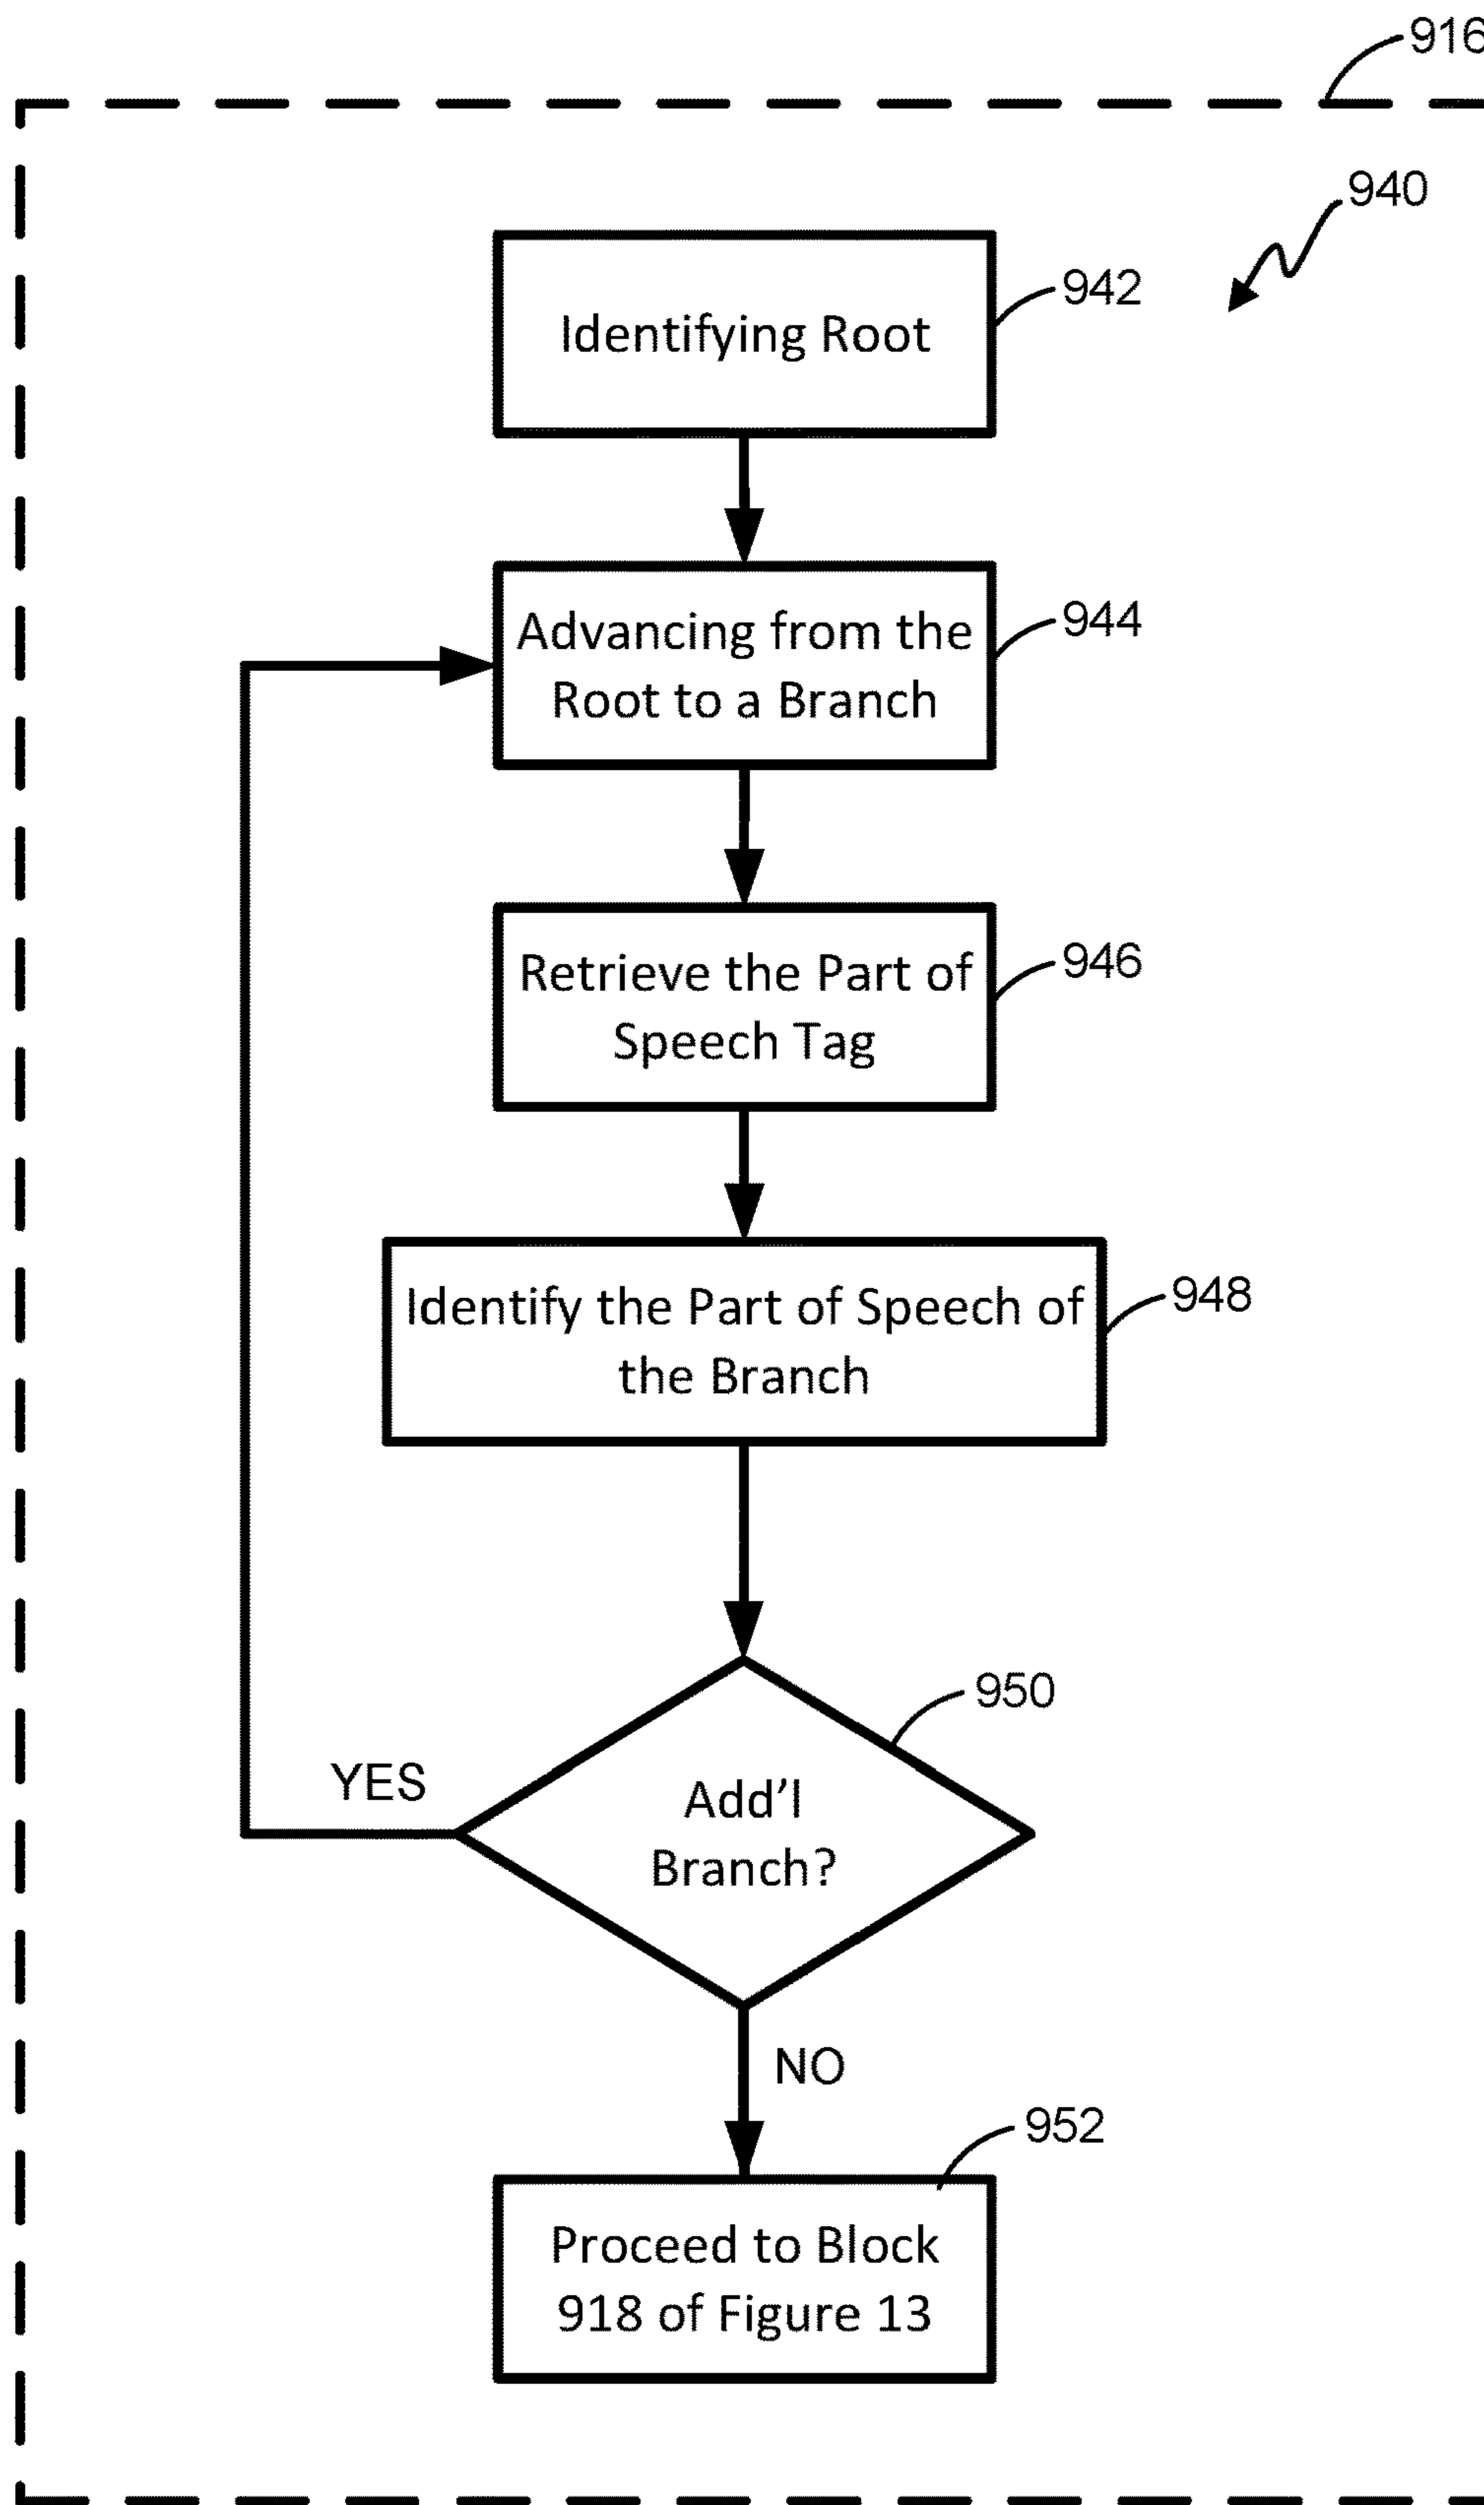 916
940
Identifying Root
942
Advancing from the
Root to a Branch
944
Retrieve the Part of
Speech Tag
946
Identify the Part of Speech of
the Branch
948
950
YES
Add'l
Branch?
NO
952
Proceed to Block
918 of Figure 13